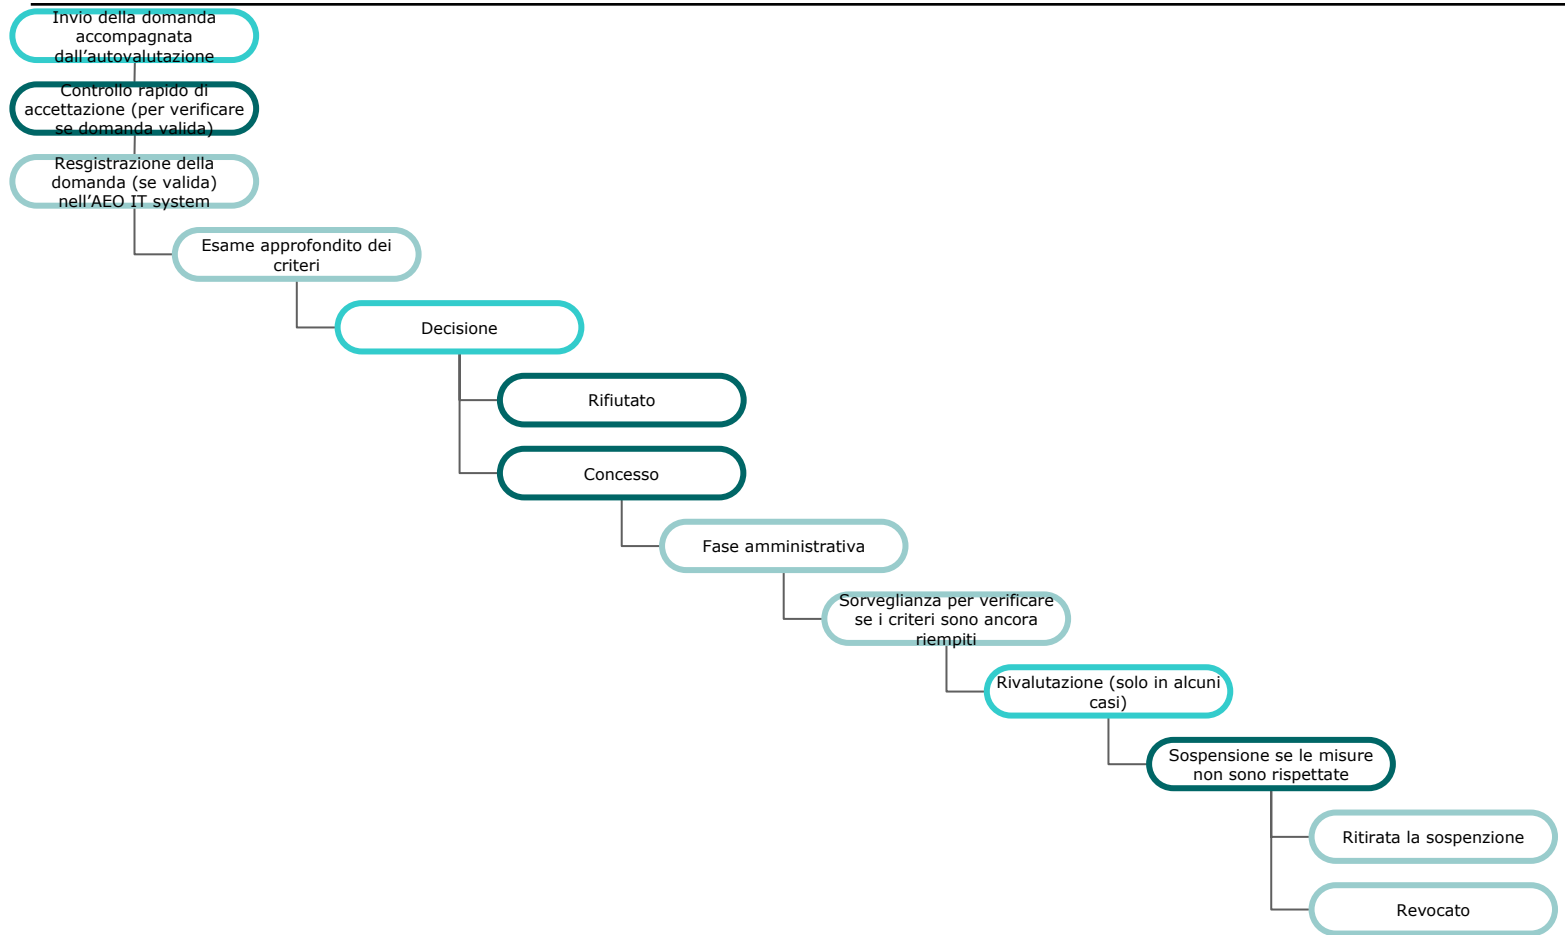 Invio della domanda
accompagnata
dall’autovalutazione
Controllo rapido di
accettazione (per verificare
se domanda valida)
Resgistrazione della
domanda (se valida)
nell’AEO IT system
Esame approfondito dei
criteri
Decisione
Rifiutato
Concesso
Fase amministrativa
Sorveglianza per verificare
se i criteri sono ancora
riempiti
Rivalutazione (solo in alcuni
casi)
Sospensione se le misure
non sono rispettate
Ritirata la sospenzione
Revocato